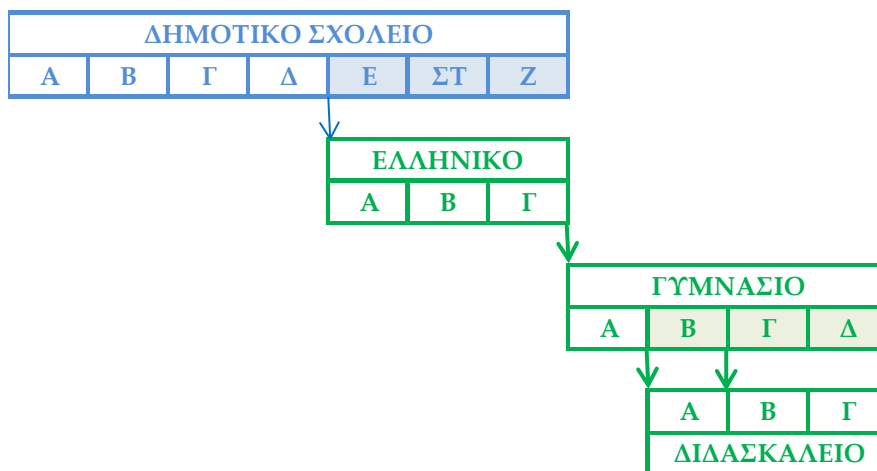 ΔΗΜΟΤΙΚΟ ΣΧΟΛΕΙΟ
Α Β Γ Δ Ε ΣΤ Ζ
ΕΛΛΗΝΙΚΟ
Α Β Γ
ΓΥΜΝΑΣΙΟ
Α Β Γ Δ
Α Β Γ
ΔΙΔΑΣΚΑΛΕΙΟ